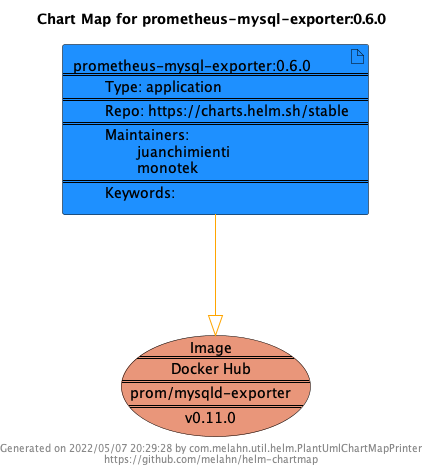 Chart Map for prometheus-mysql-exporter:0.6.0
prometheus-mysql-exporter:0.6.0
Type: application
Repo: https://charts.helm.sh/stable
Maintainers:
juanchimienti
monotek
Keywords:
Image
Docker Hub
prom/mysqld-exporter
v0.11.0
Generated on 2022/05/07 20:29:28 by com.melahn.util.helm.PlantUmlChartMapPrinter
https://github.com/melahn/helm-chartmap